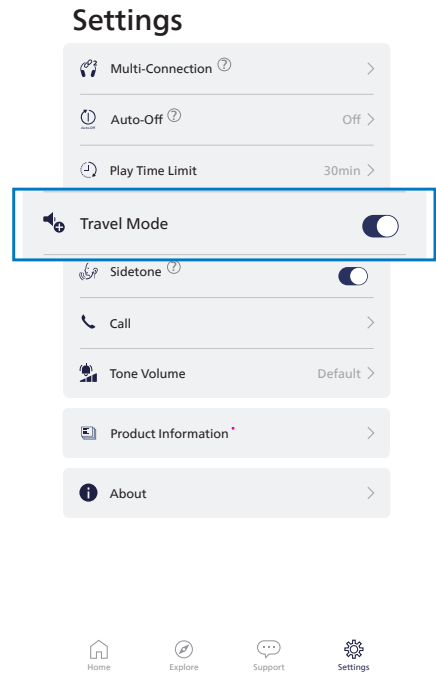 Settings
Multi-Connection ?
Auto-Off ? Off
Play Time Limit 30min
Travel Mode
Sidetone ?
Call
Tone Volume Default
Product Information
About
Home Explore Support Settings